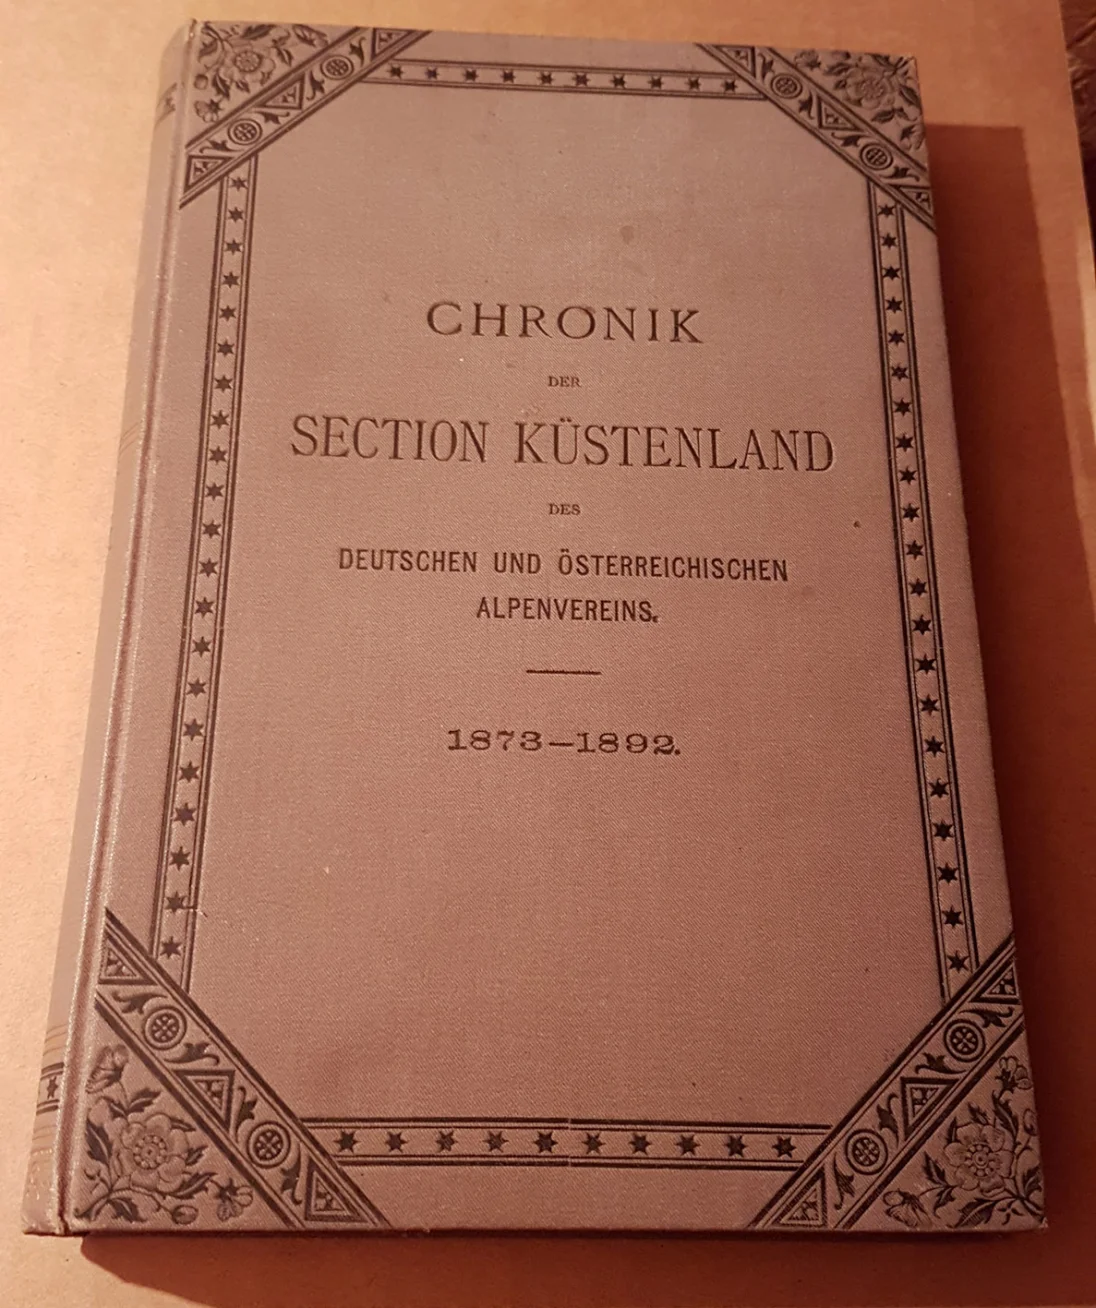 CHRONIK
DER
SECTION KÜSTENLAND
DES
DEUTSCHEN UND ÖSTERREICHISCHEN
ALPENVEREINS.
1873–1892.